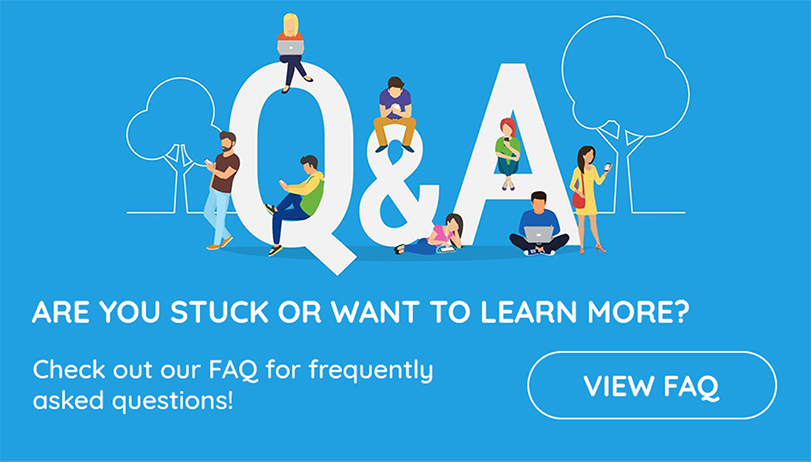 Q&A
ARE YOU STUCK OR WANT TO LEARN MORE?
Check out our FAQ for frequently
asked questions!
VIEW FAQ